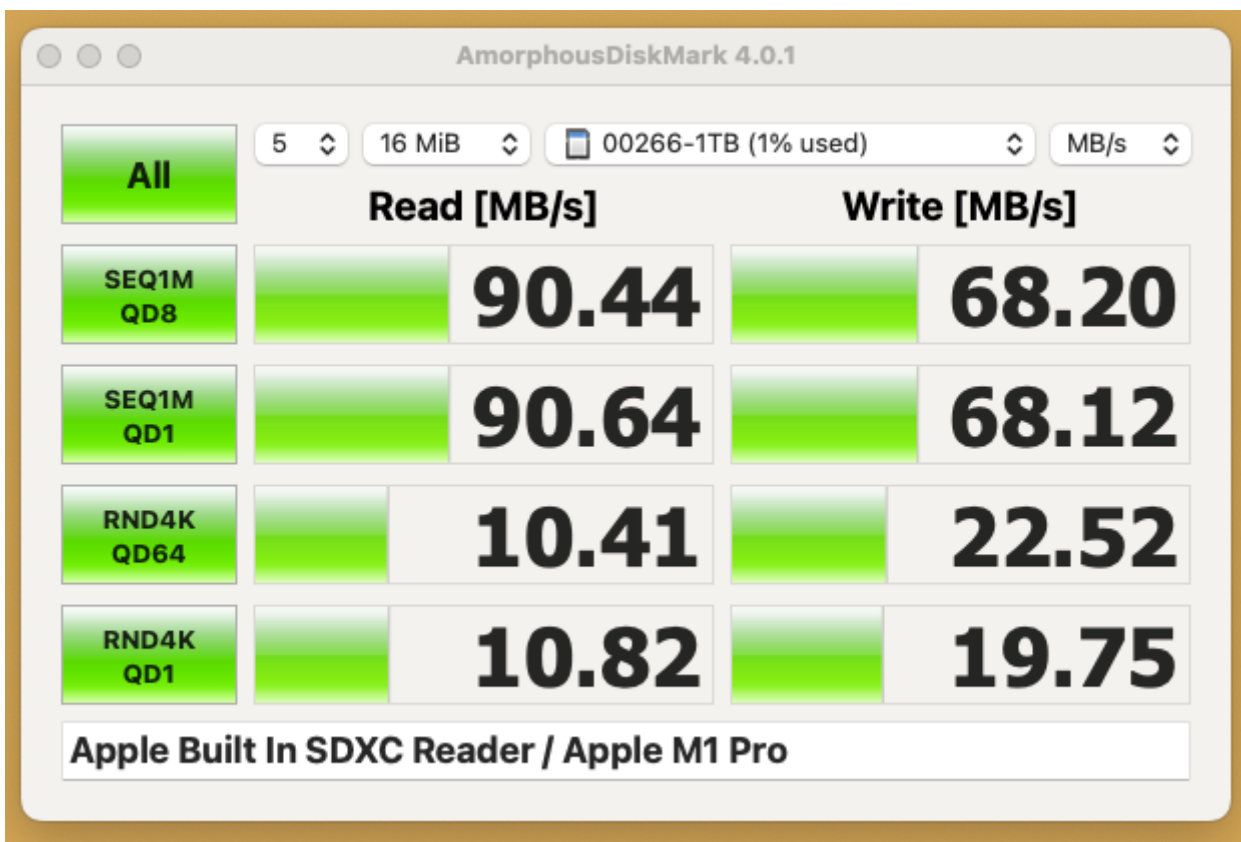 AmorphousDiskMark 4.0.1
All
5
16 MiB
00266-1TB (1% used)
MB/s
Read [MB/s]
Write [MB/s]
SEQ1M
QD8
90.44
68.20
SEQ1M
QD1
90.64
68.12
RND4K
QD64
10.41
22.52
RND4K
QD1
10.82
19.75
Apple Built In SDXC Reader / Apple M1 Pro